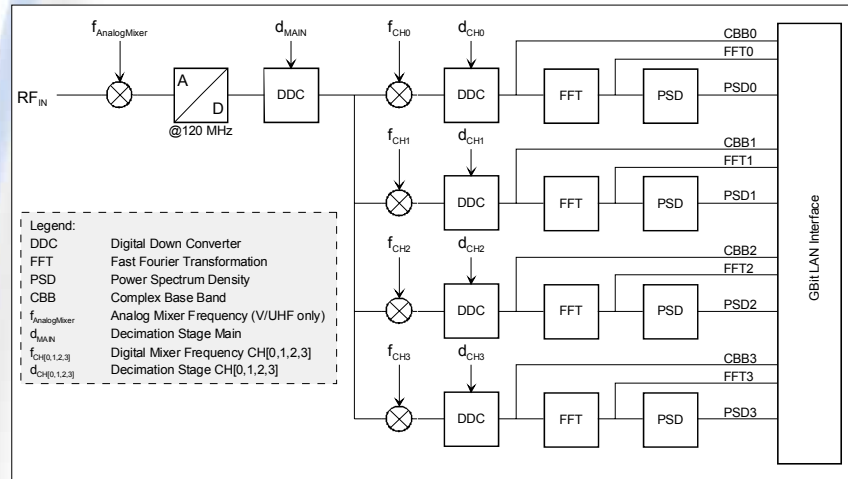 f_AnalogMixer d_MAIN f_CH0 d_CH0 CBB0
FFT0
RF_IN A D DDC DDC FFT PSD PSD0
@120 MHz
f_CH1 d_CH1 CBB1
FFT1
DDC FFT PSD PSD1
f_CH2 d_CH2 CBB2
FFT2
DDC FFT PSD PSD2
f_CH3 d_CH3 CBB3
FFT3
DDC FFT PSD PSD3
GBit LAN Interface
Legend:
DDC Digital Down Converter
FFT Fast Fourier Transformation
PSD Power Spectrum Density
CBB Complex Base Band
f_AnalogMixer Analog Mixer Frequency (V/UHF only)
d_MAIN Decimation Stage Main
f_CH[0,1,2,3] Digital Mixer Frequency CH[0,1,2,3]
d_CH[0,1,2,3] Decimation Stage CH[0,1,2,3]